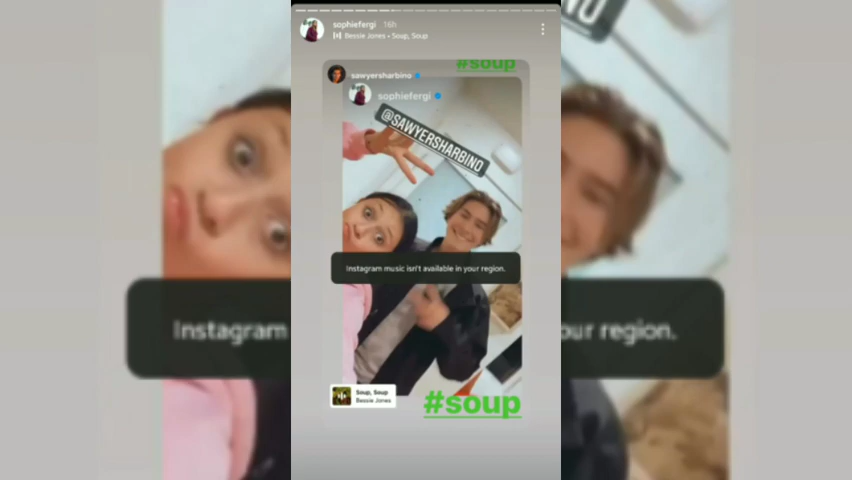 sophiefergi 16h
Bessie Jones • Soup, Soup
#soup
sawyersharbino
sophiefergi
@SAWYERSHARBINO
Instagram music isn't available in your region.
Instagram
our region.
Soup, Soup
Bessie Jones
#soup